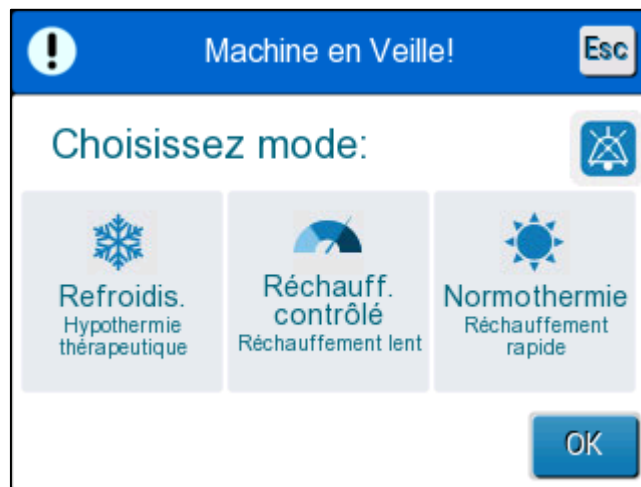 !
Machine en Veille!
Esc
Choisissez mode:
Refroidis.
Hypothermie
thérapeutique
Réchauff.
contrôlé
Réchauffement lent
Normothermie
Réchauffement
rapide
OK